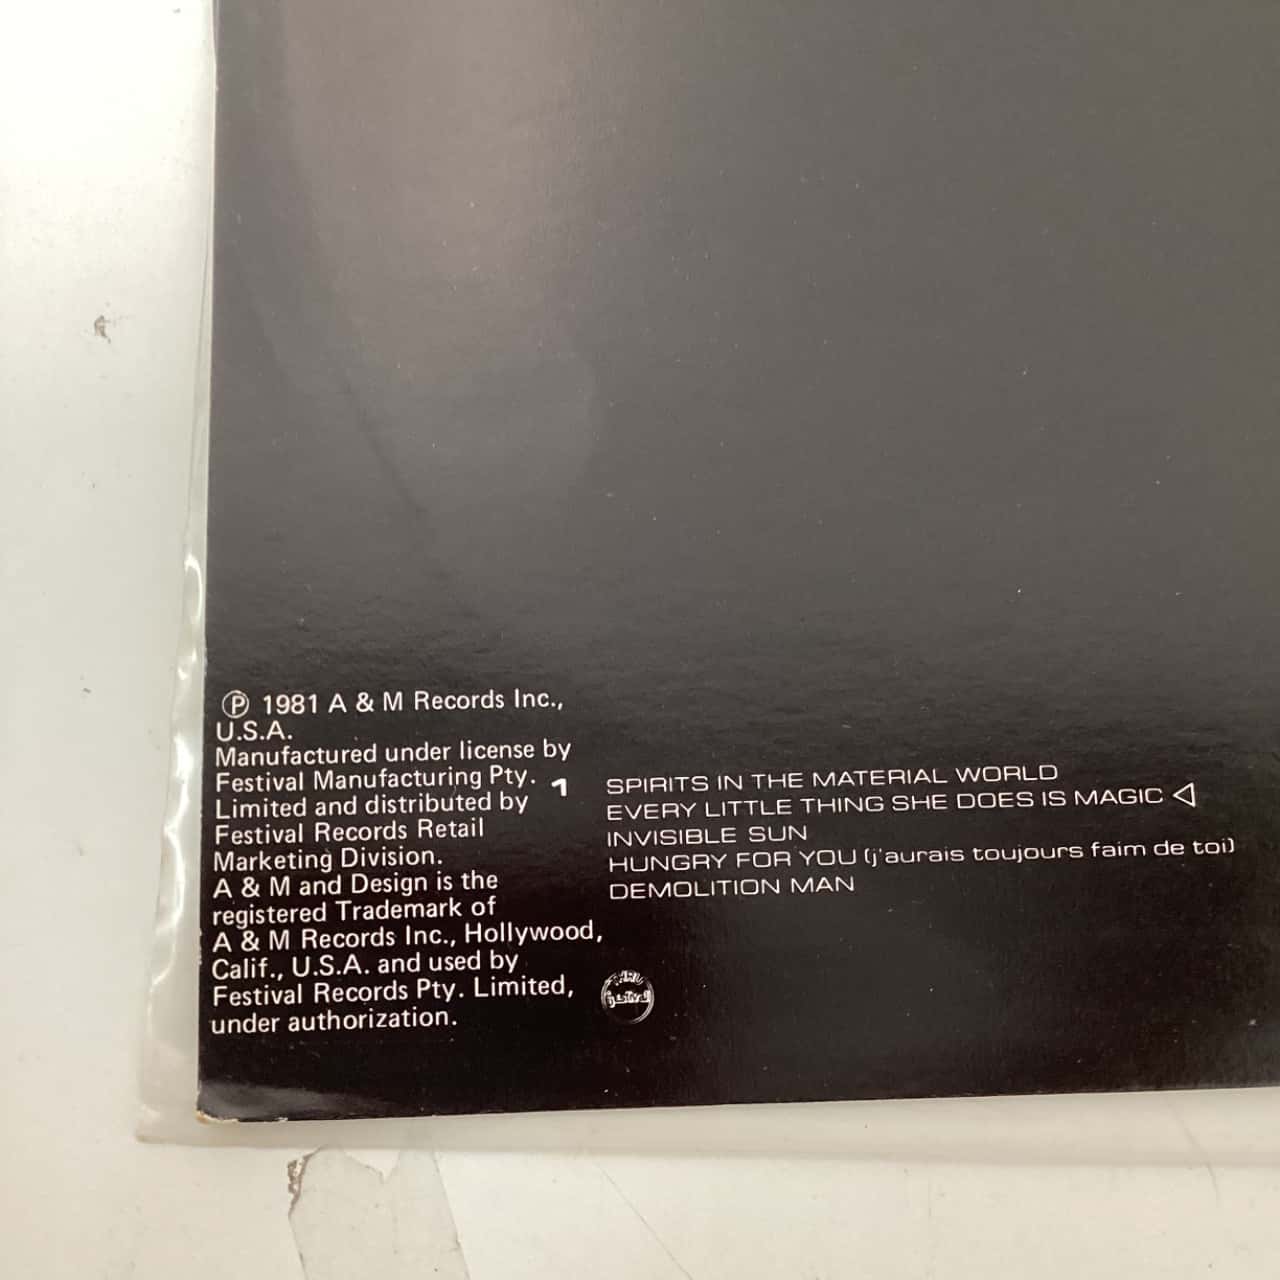 Ⓟ 1981 A & M Records Inc.,
U.S.A.
Manufactured under license by
Festival Manufacturing Pty.
Limited and distributed by
Festival Records Retail
Marketing Division.
A & M and Design is the
registered Trademark of
A & M Records Inc., Hollywood,
Calif., U.S.A. and used by
Festival Records Pty. Limited,
under authorization.
1
SPIRITS IN THE MATERIAL WORLD
EVERY LITTLE THING SHE DOES IS MAGIC
INVISIBLE SUN
HUNGRY FOR YOU (j'aurais toujours faim de toi)
DEMOLITION MAN
Festival